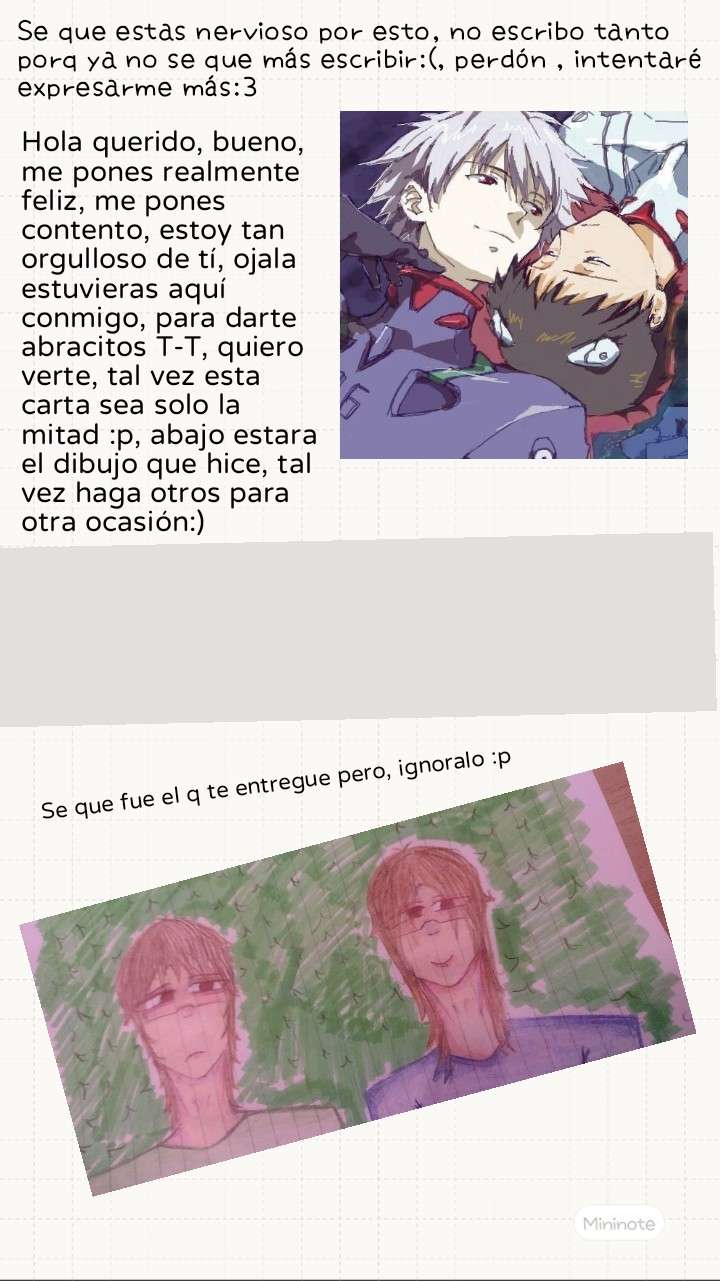 Se que estas nervioso por esto, no escribo tanto
porq ya no se que más escribir:(, perdón , intentaré
expresarme más:3
Hola querido, bueno,
me pones realmente
feliz, me pones
contento, estoy tan
orgulloso de tí, ojala
estuvieras aquí
conmigo, para darte
abracitos T-T, quiero
verte, tal vez esta
carta sea solo la
mitad :p, abajo estara
el dibujo que hice, tal
vez haga otros para
otra ocasión:)
Se que fue el q te entregue pero, ignoralo :p
Mininote